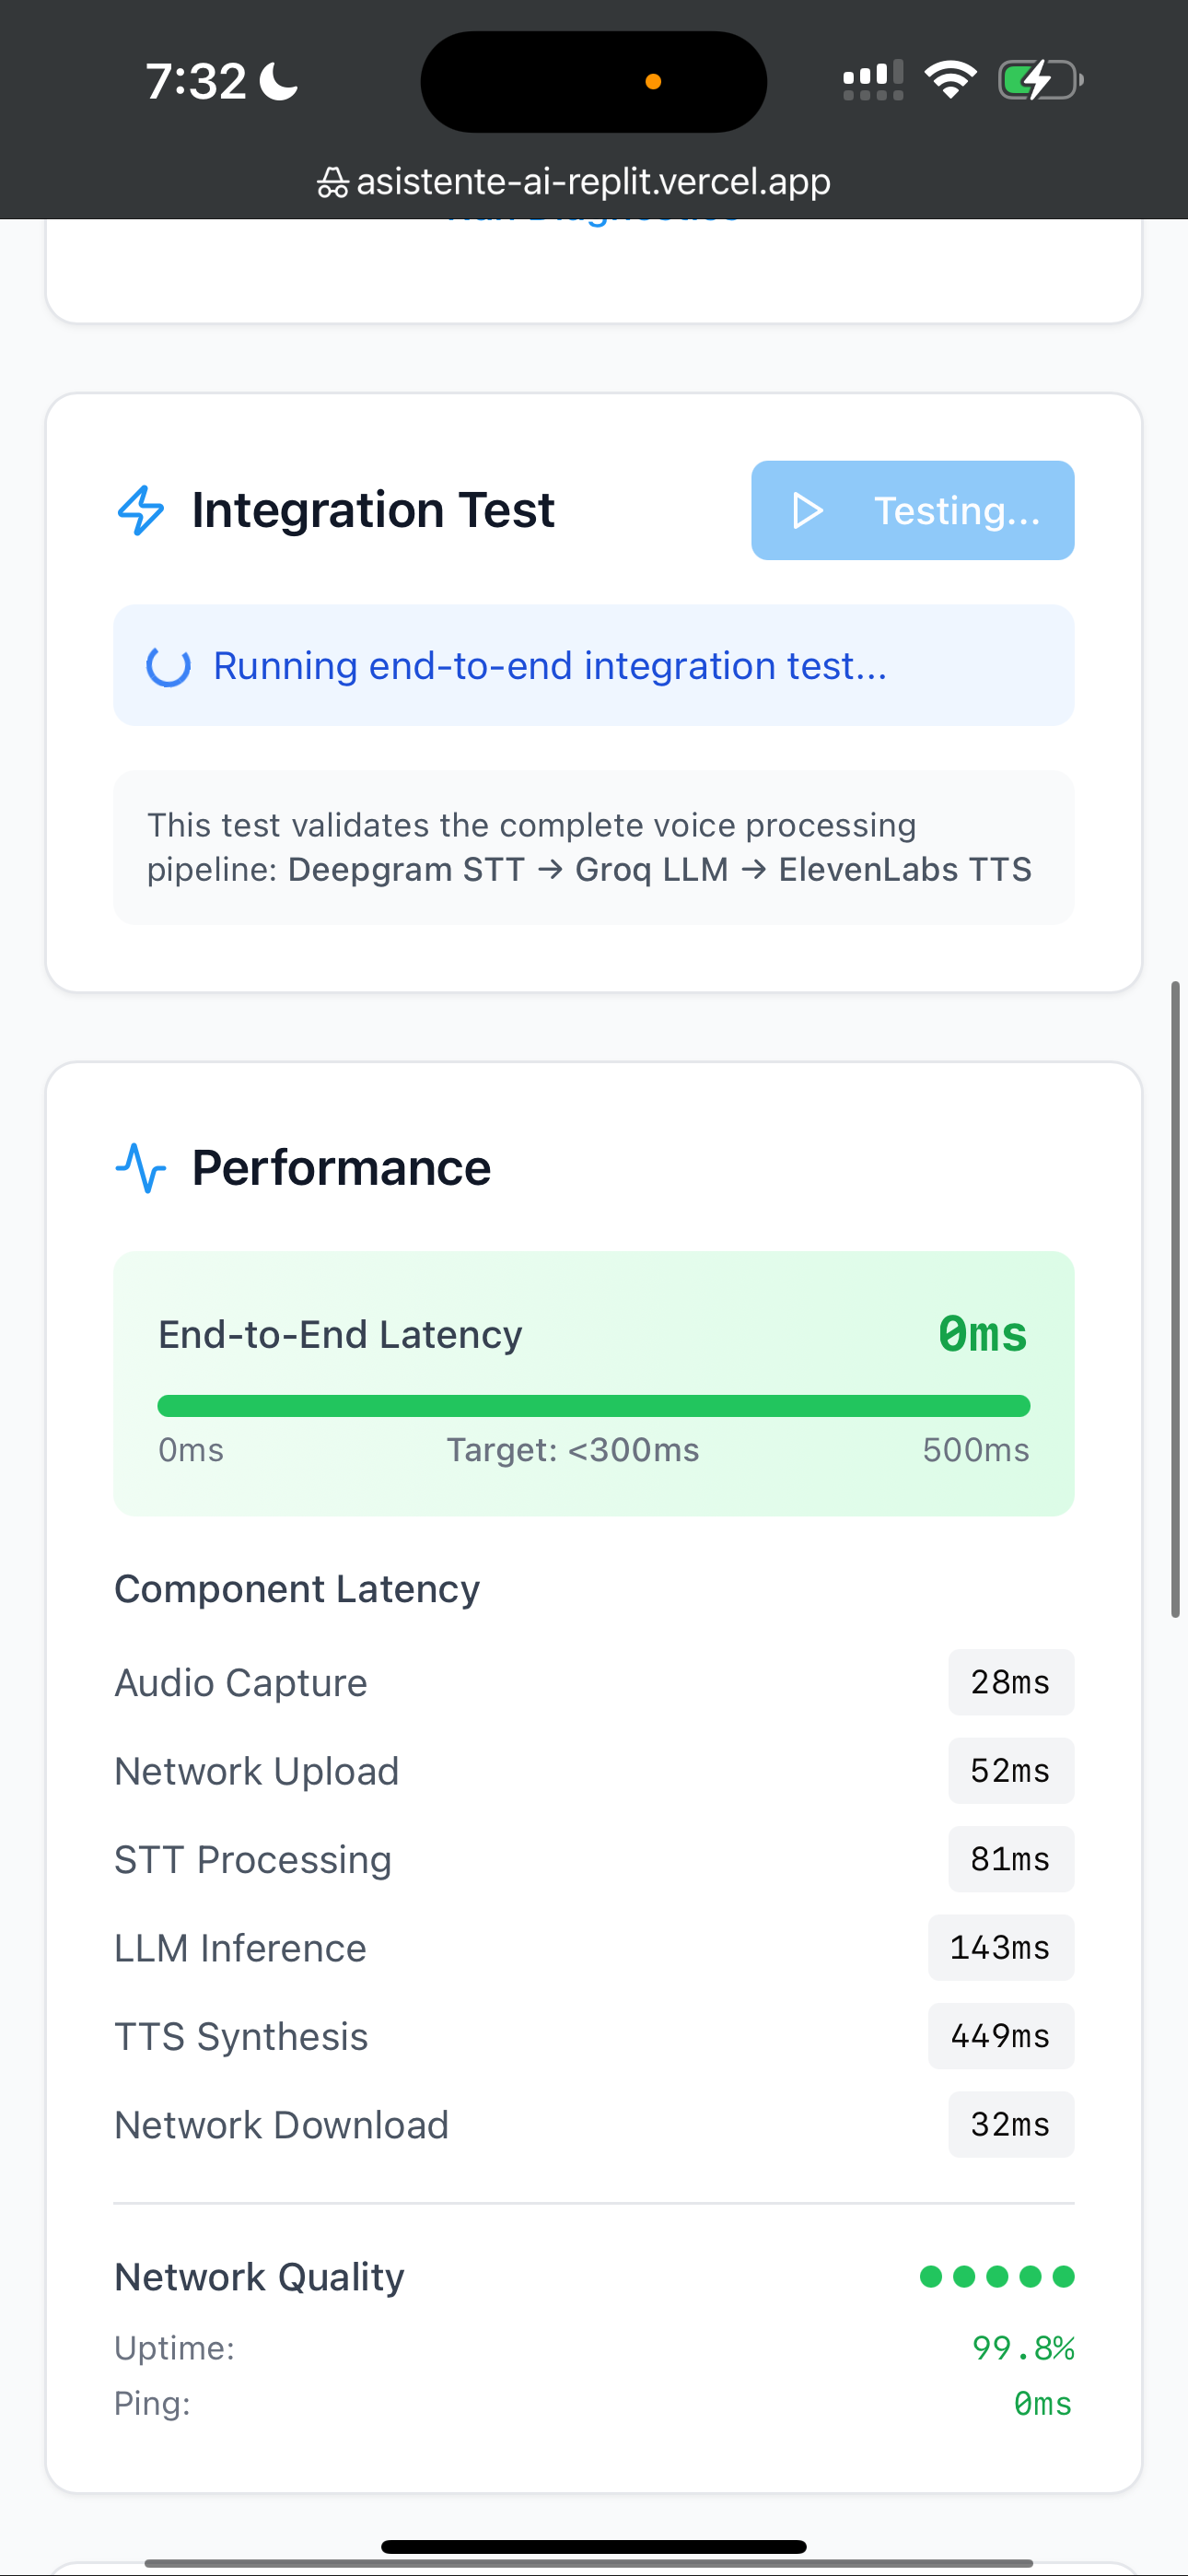 7:32
asistente-ai-replit.vercel.app
Integration Test
Testing...
Running end-to-end integration test...
This test validates the complete voice processing
pipeline: Deepgram STT → Groq LLM → ElevenLabs TTS
Performance
End-to-End Latency
0ms
0ms
Target: <300ms
500ms
Component Latency
Audio Capture
28ms
Network Upload
52ms
STT Processing
81ms
LLM Inference
143ms
TTS Synthesis
449ms
Network Download
32ms
Network Quality
Uptime:
99.8%
Ping:
0ms